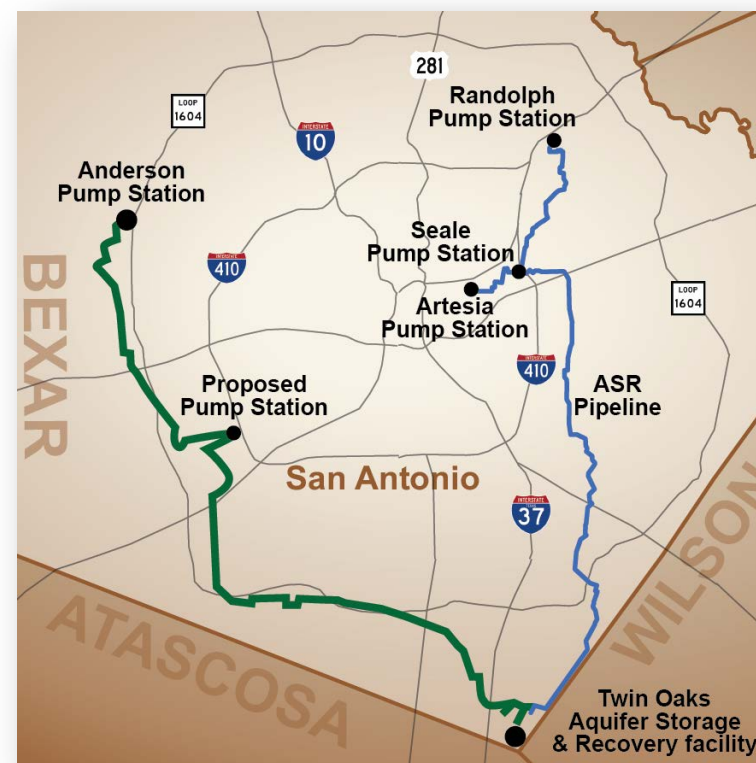 281
LOOP
1604
INTERSTATE
10
Randolph
Pump Station
Anderson
Pump Station
Seale
Pump Station
INTERSTATE
410
BEXAR
LOOP
1604
Artesia
Pump Station
INTERSTATE
410
Proposed
Pump Station
ASR
Pipeline
San Antonio
INTERSTATE
37
WILSON
ATASCOSA
Twin Oaks
Aquifer Storage
& Recovery facility